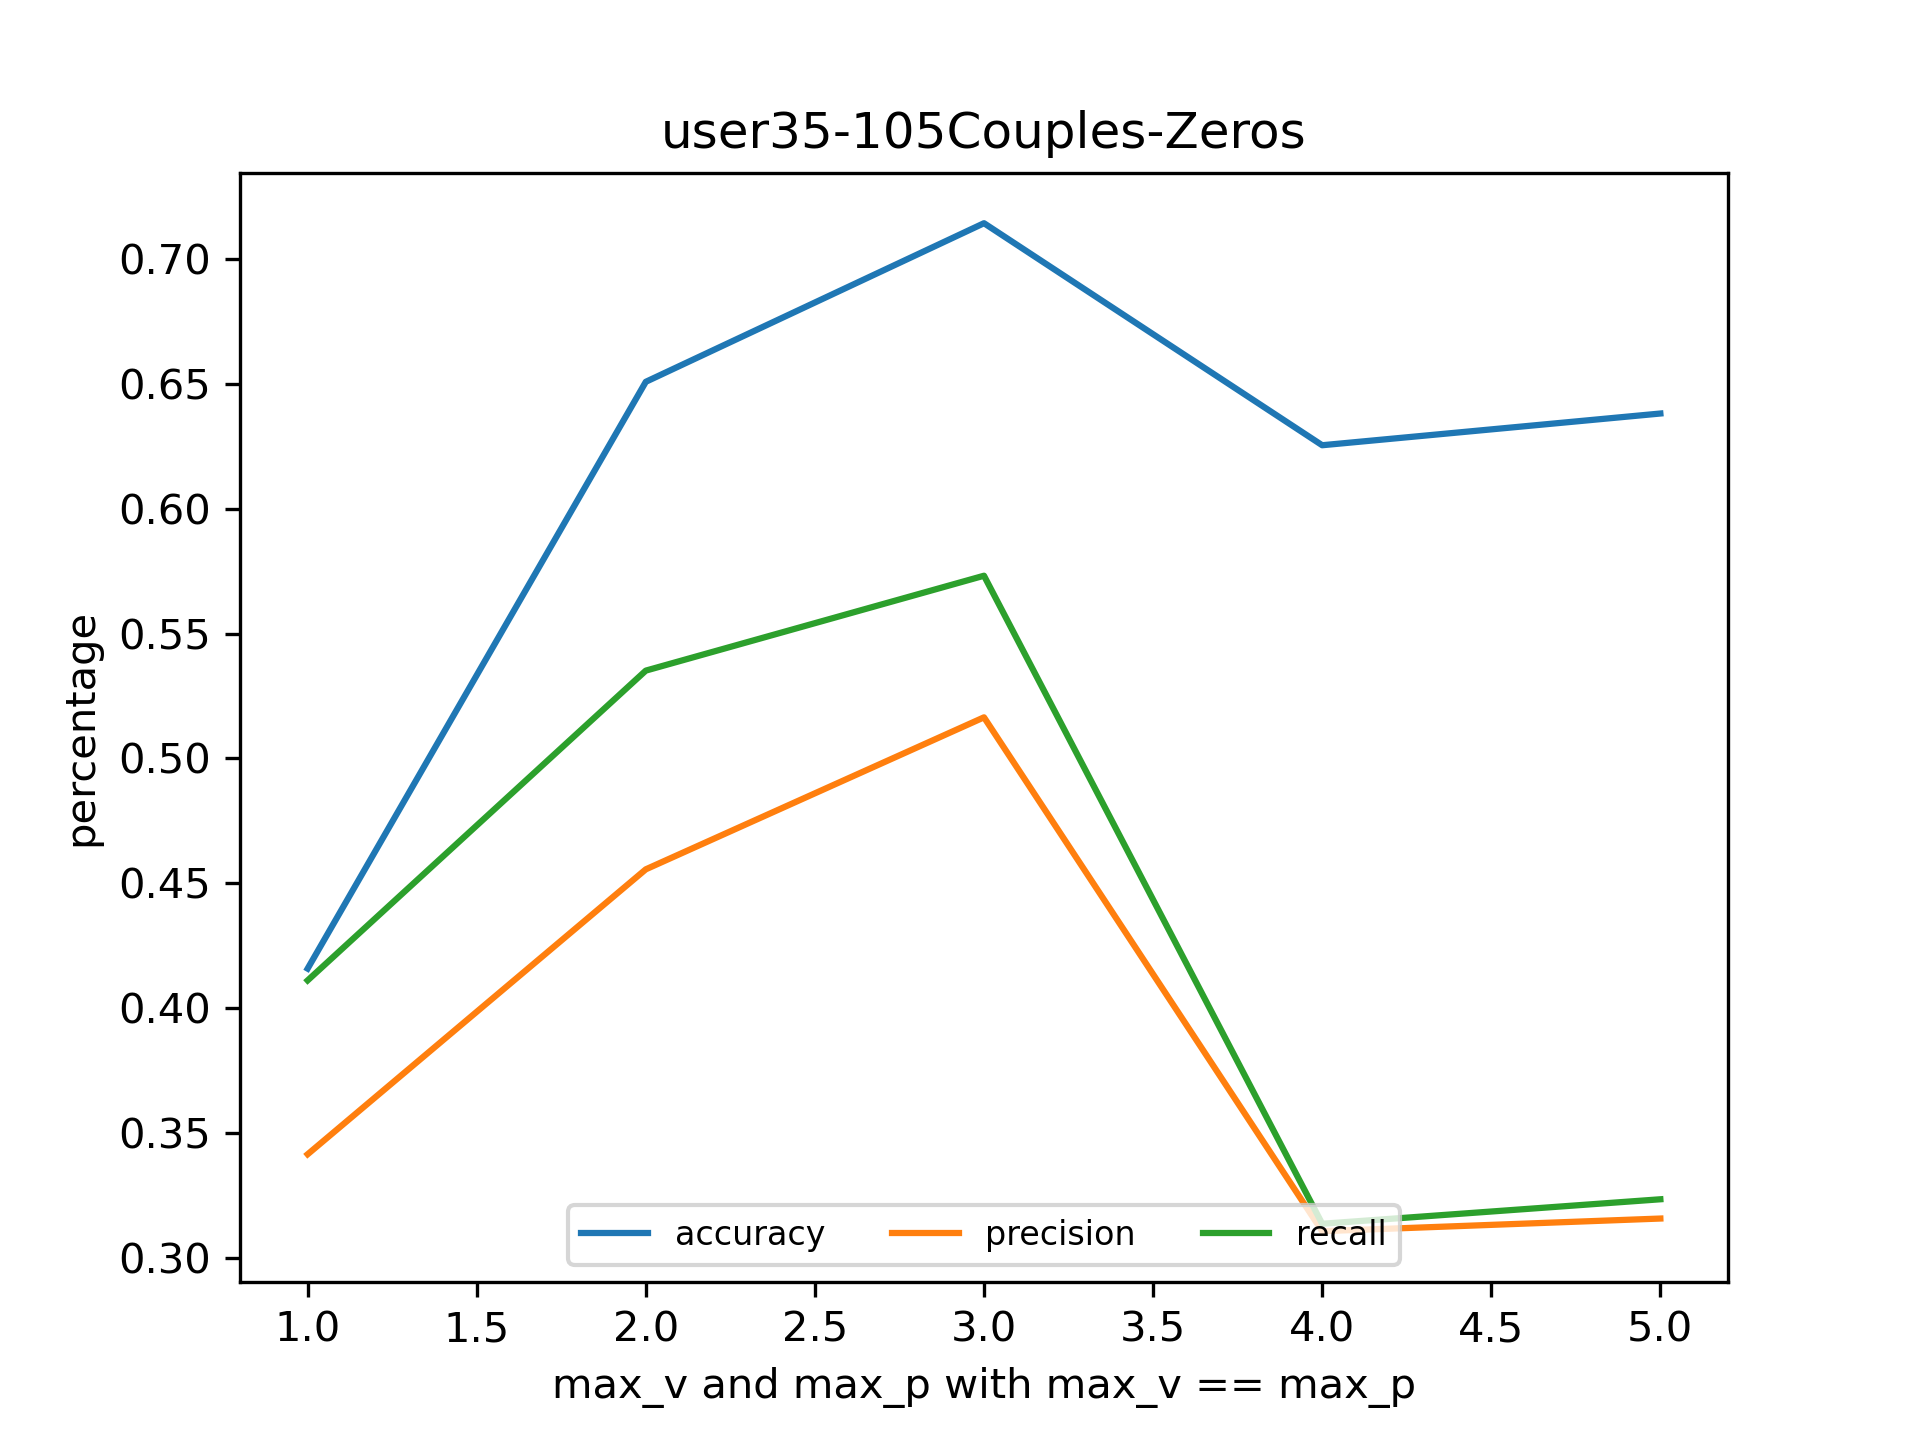 user35-105Couples-Zeros
percentage
0.70
0.65
0.60
0.55
0.50
0.45
0.40
0.35
0.30
accuracy precision recall
1.0 1.5 2.0 2.5 3.0 3.5 4.0 4.5 5.0
max_v and max_p with max_v == max_p